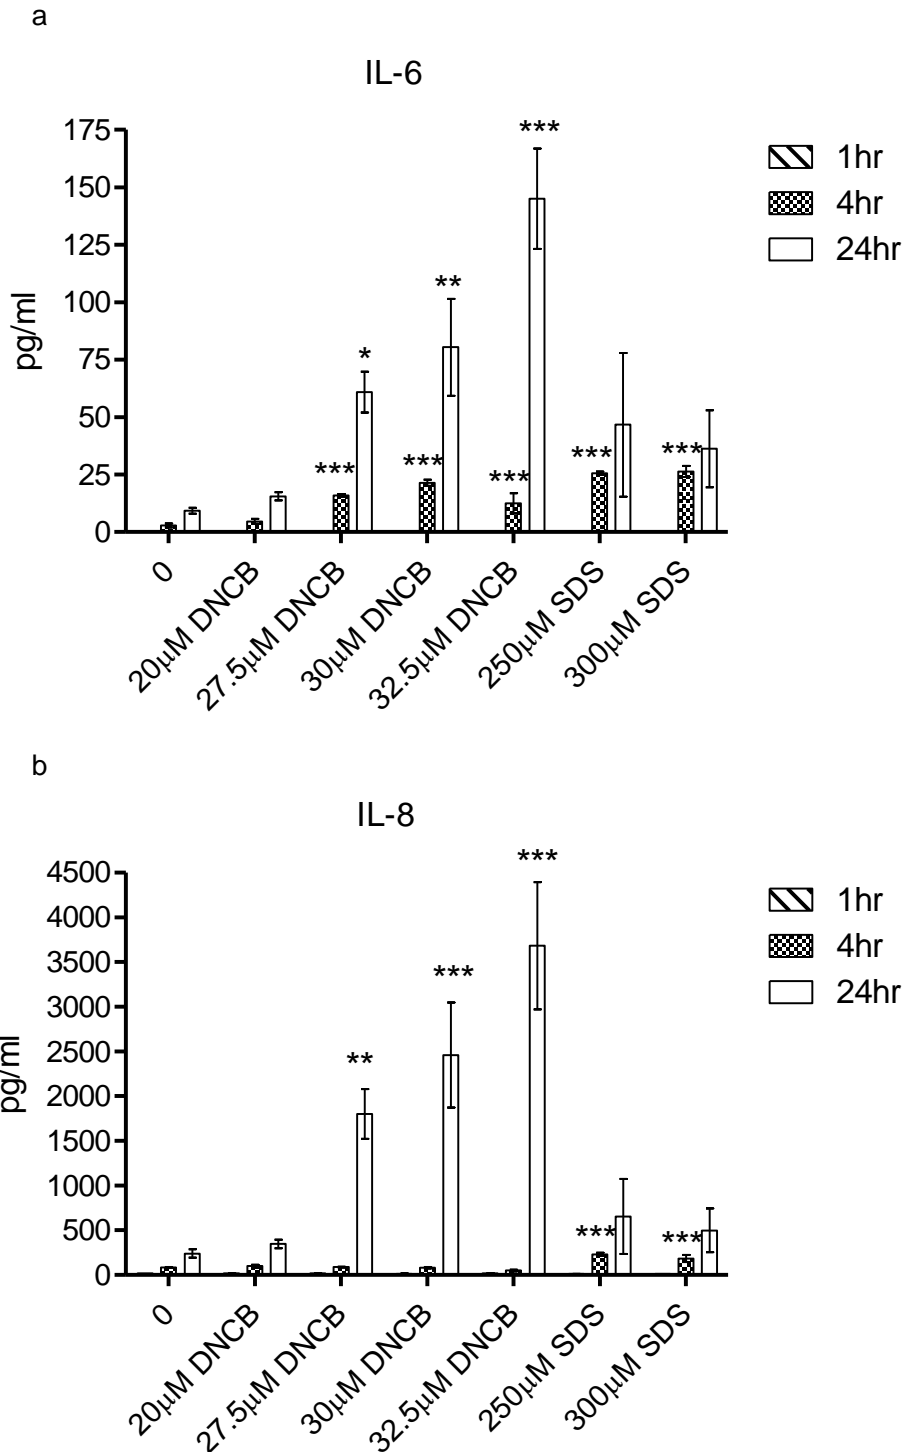 a
IL-6
175
150
125
100
75
50
25
0
pg/ml
***
**
*
***
***
***
***
***
1hr
4hr
24hr
0
20µM DNCB
27.5µM DNCB
30µM DNCB
32.5µM DNCB
250µM SDS
300µM SDS
b
IL-8
4500
4000
3500
3000
2500
2000
1500
1000
500
0
pg/ml
***
***
**
***
***
1hr
4hr
24hr
0
20µM DNCB
27.5µM DNCB
30µM DNCB
32.5µM DNCB
250µM SDS
300µM SDS